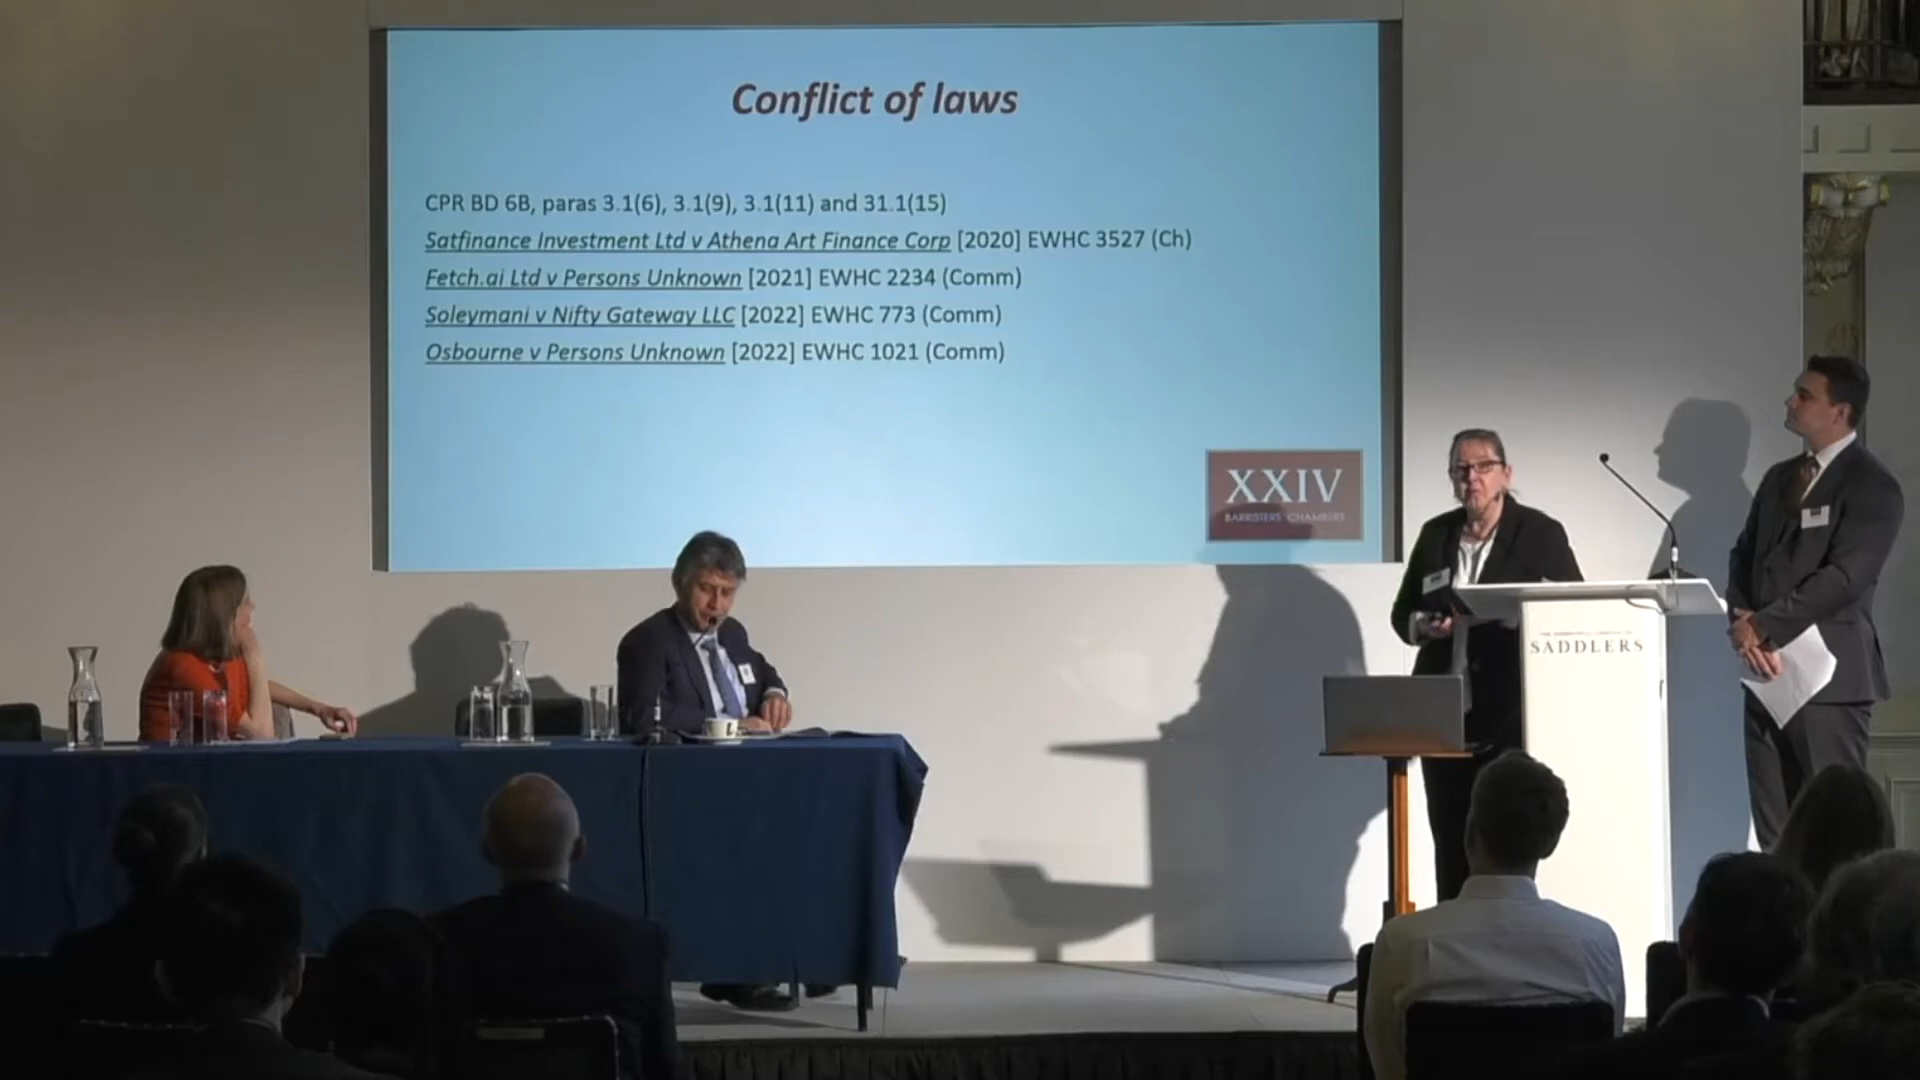 Conflict of laws
CPR BD 6B, paras 3.1(6), 3.1(9), 3.1(11) and 31.1(15)
Satfinance Investment Ltd v Athena Art Finance Corp [2020] EWHC 3527 (Ch)
Fetch.ai Ltd v Persons Unknown [2021] EWHC 2234 (Comm)
Soleymani v Nifty Gateway LLC [2022] EWHC 773 (Comm)
Osbourne v Persons Unknown [2022] EWHC 1021 (Comm)
XXIV
BARRISTERS' CHAMBERS
SADDLERS